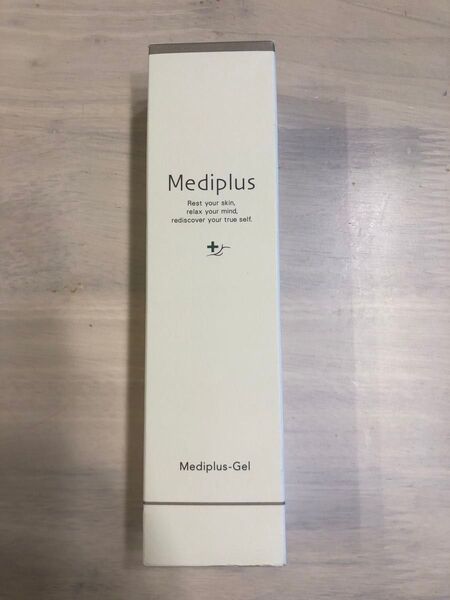 Mediplus
Rest your skin,
relax your mind,
rediscover your true self.
Mediplus-Gel